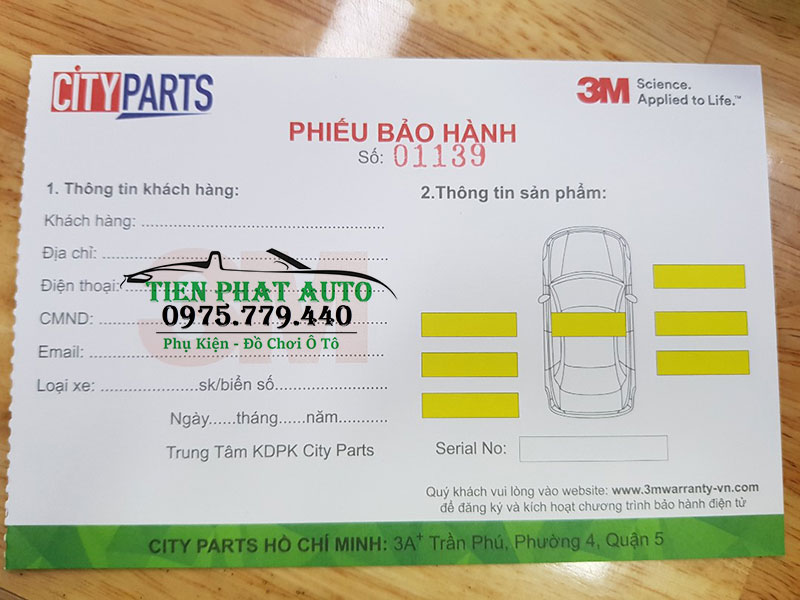 CITYPARTS
3M Science.
Applied to Life.™
PHIẾU BẢO HÀNH
Số: 01139
1. Thông tin khách hàng:
Khách hàng:
Địa chỉ:
Điện thoại:
CMND:
Email:
Loại xe: sk/biển số
Ngày......tháng......năm
Trung Tâm KDPK City Parts
TIEN PHAT AUTO
0975.779.440
Phụ Kiện - Đồ Chơi Ô Tô
2.Thông tin sản phẩm:
Serial No:
Quý khách vui lòng vào website: www.3mwarranty-vn.com
để đăng ký và kích hoạt chương trình bảo hành điện tử
CITY PARTS HỒ CHÍ MINH: 3A+ Trần Phú, Phường 4, Quận 5